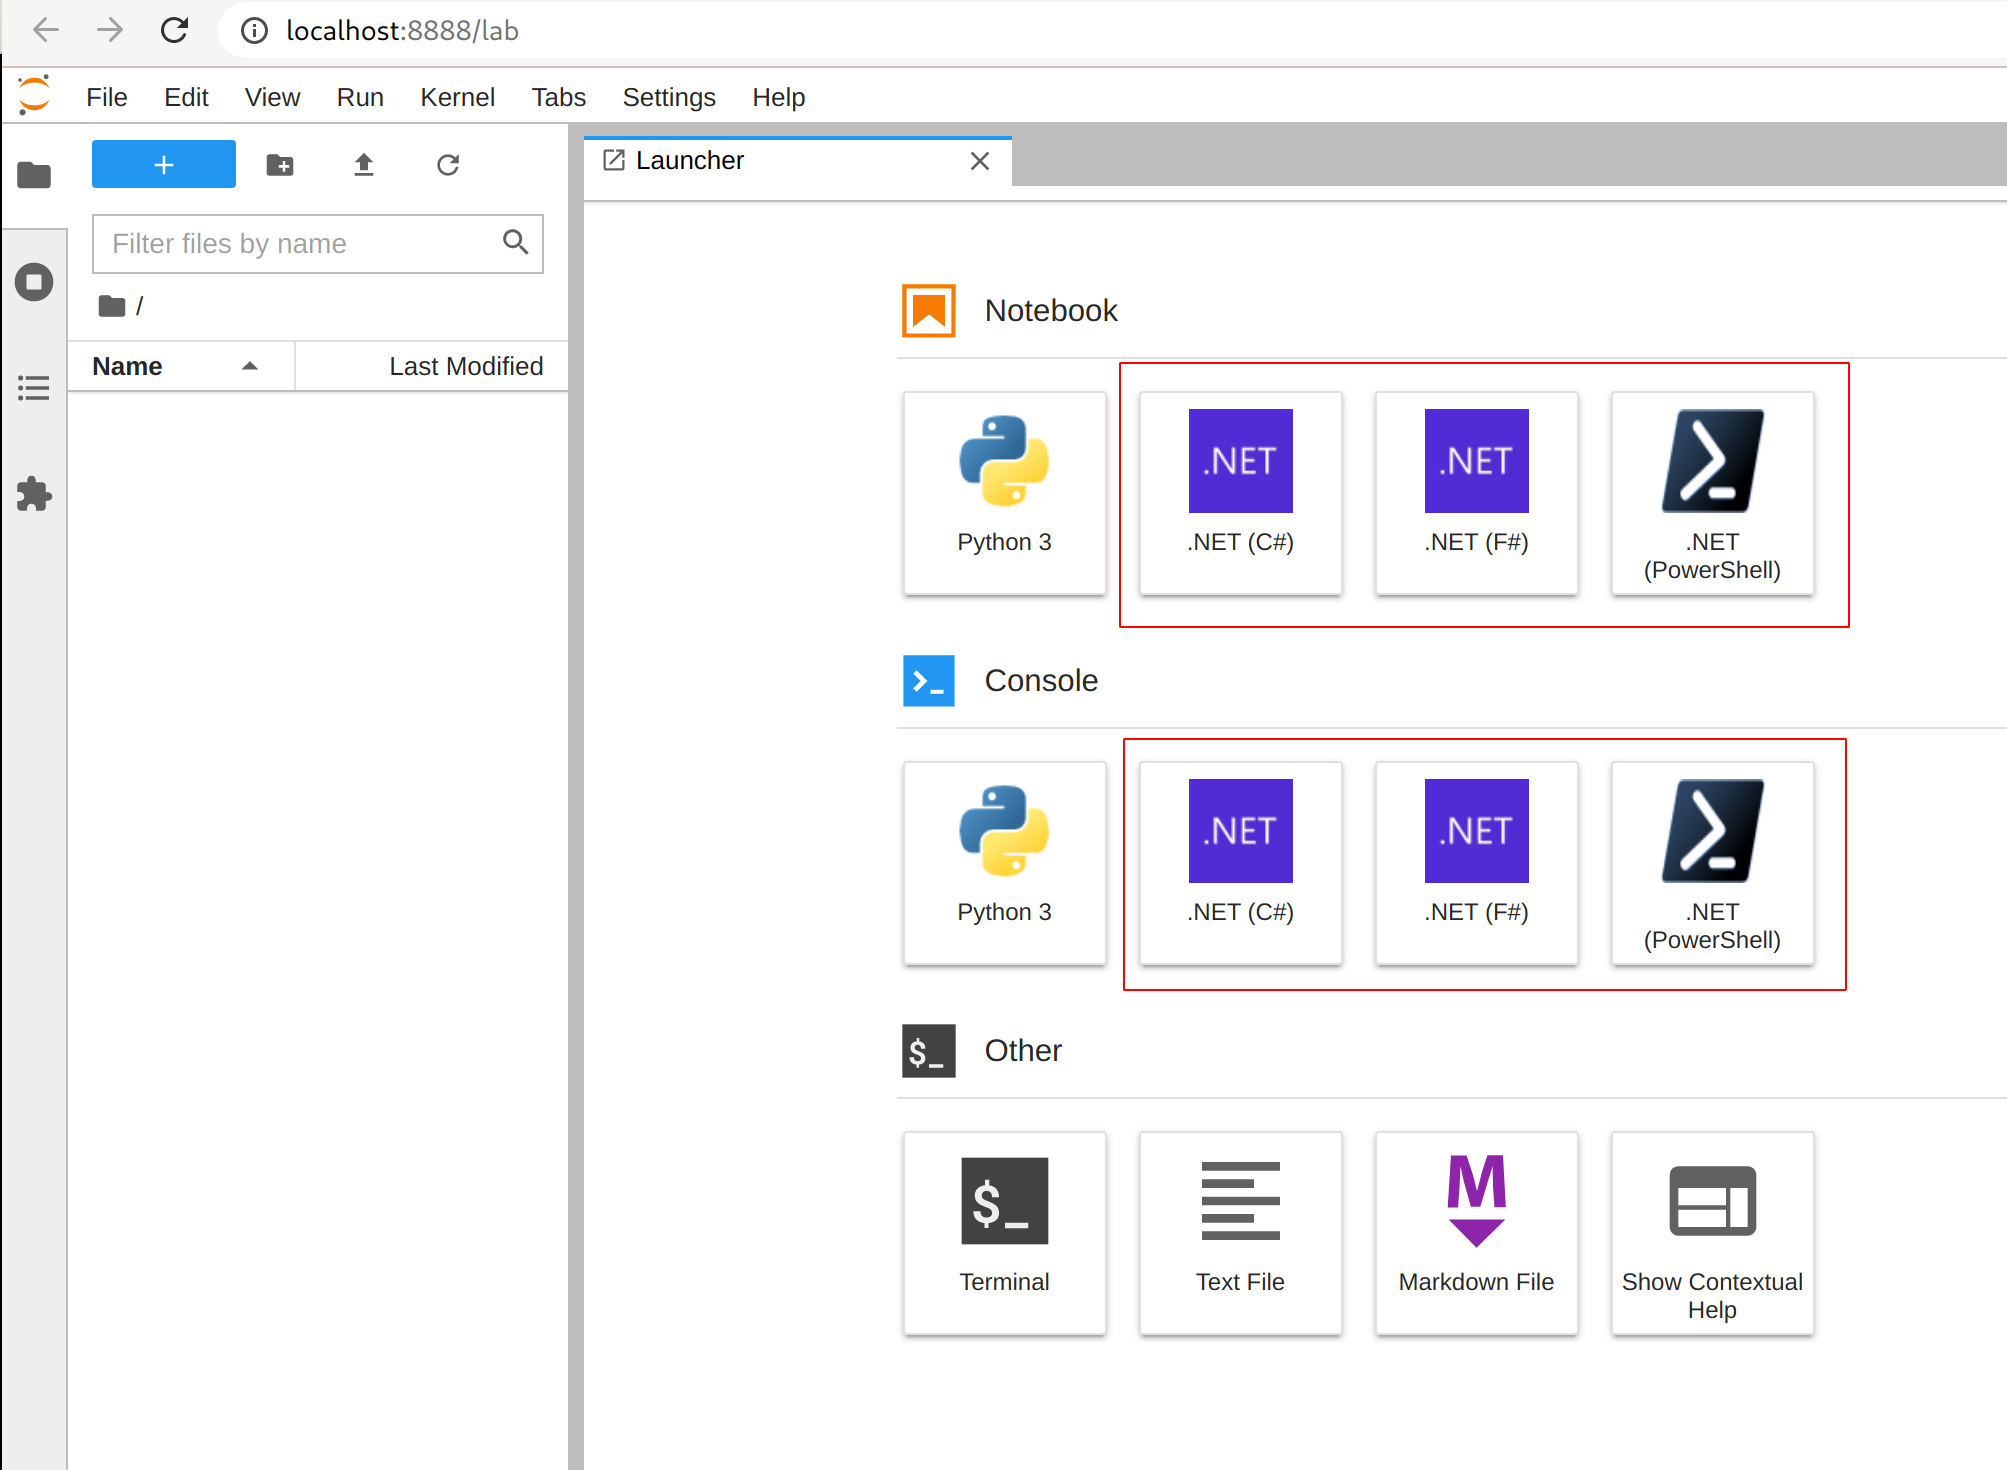 localhost:8888/lab
File Edit View Run Kernel Tabs Settings Help
Launcher
Filter files by name
/
Name Last Modified
Notebook
.NET .NET
Python 3 .NET (C#) .NET (F#) .NET
(PowerShell)
Console
.NET .NET
Python 3 .NET (C#) .NET (F#) .NET
(PowerShell)
$_ Other
$_ M
Terminal Text File Markdown File Show Contextual
Help